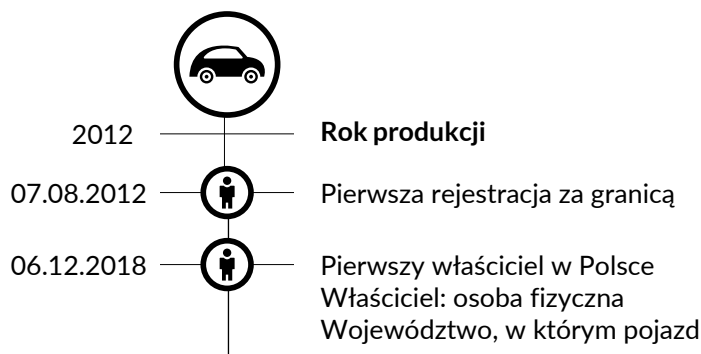 2012 Rok produkcji
07.08.2012 Pierwsza rejestracja za granicą
06.12.2018 Pierwszy właściciel w Polsce
Właściciel: osoba fizyczna
Województwo, w którym pojazd